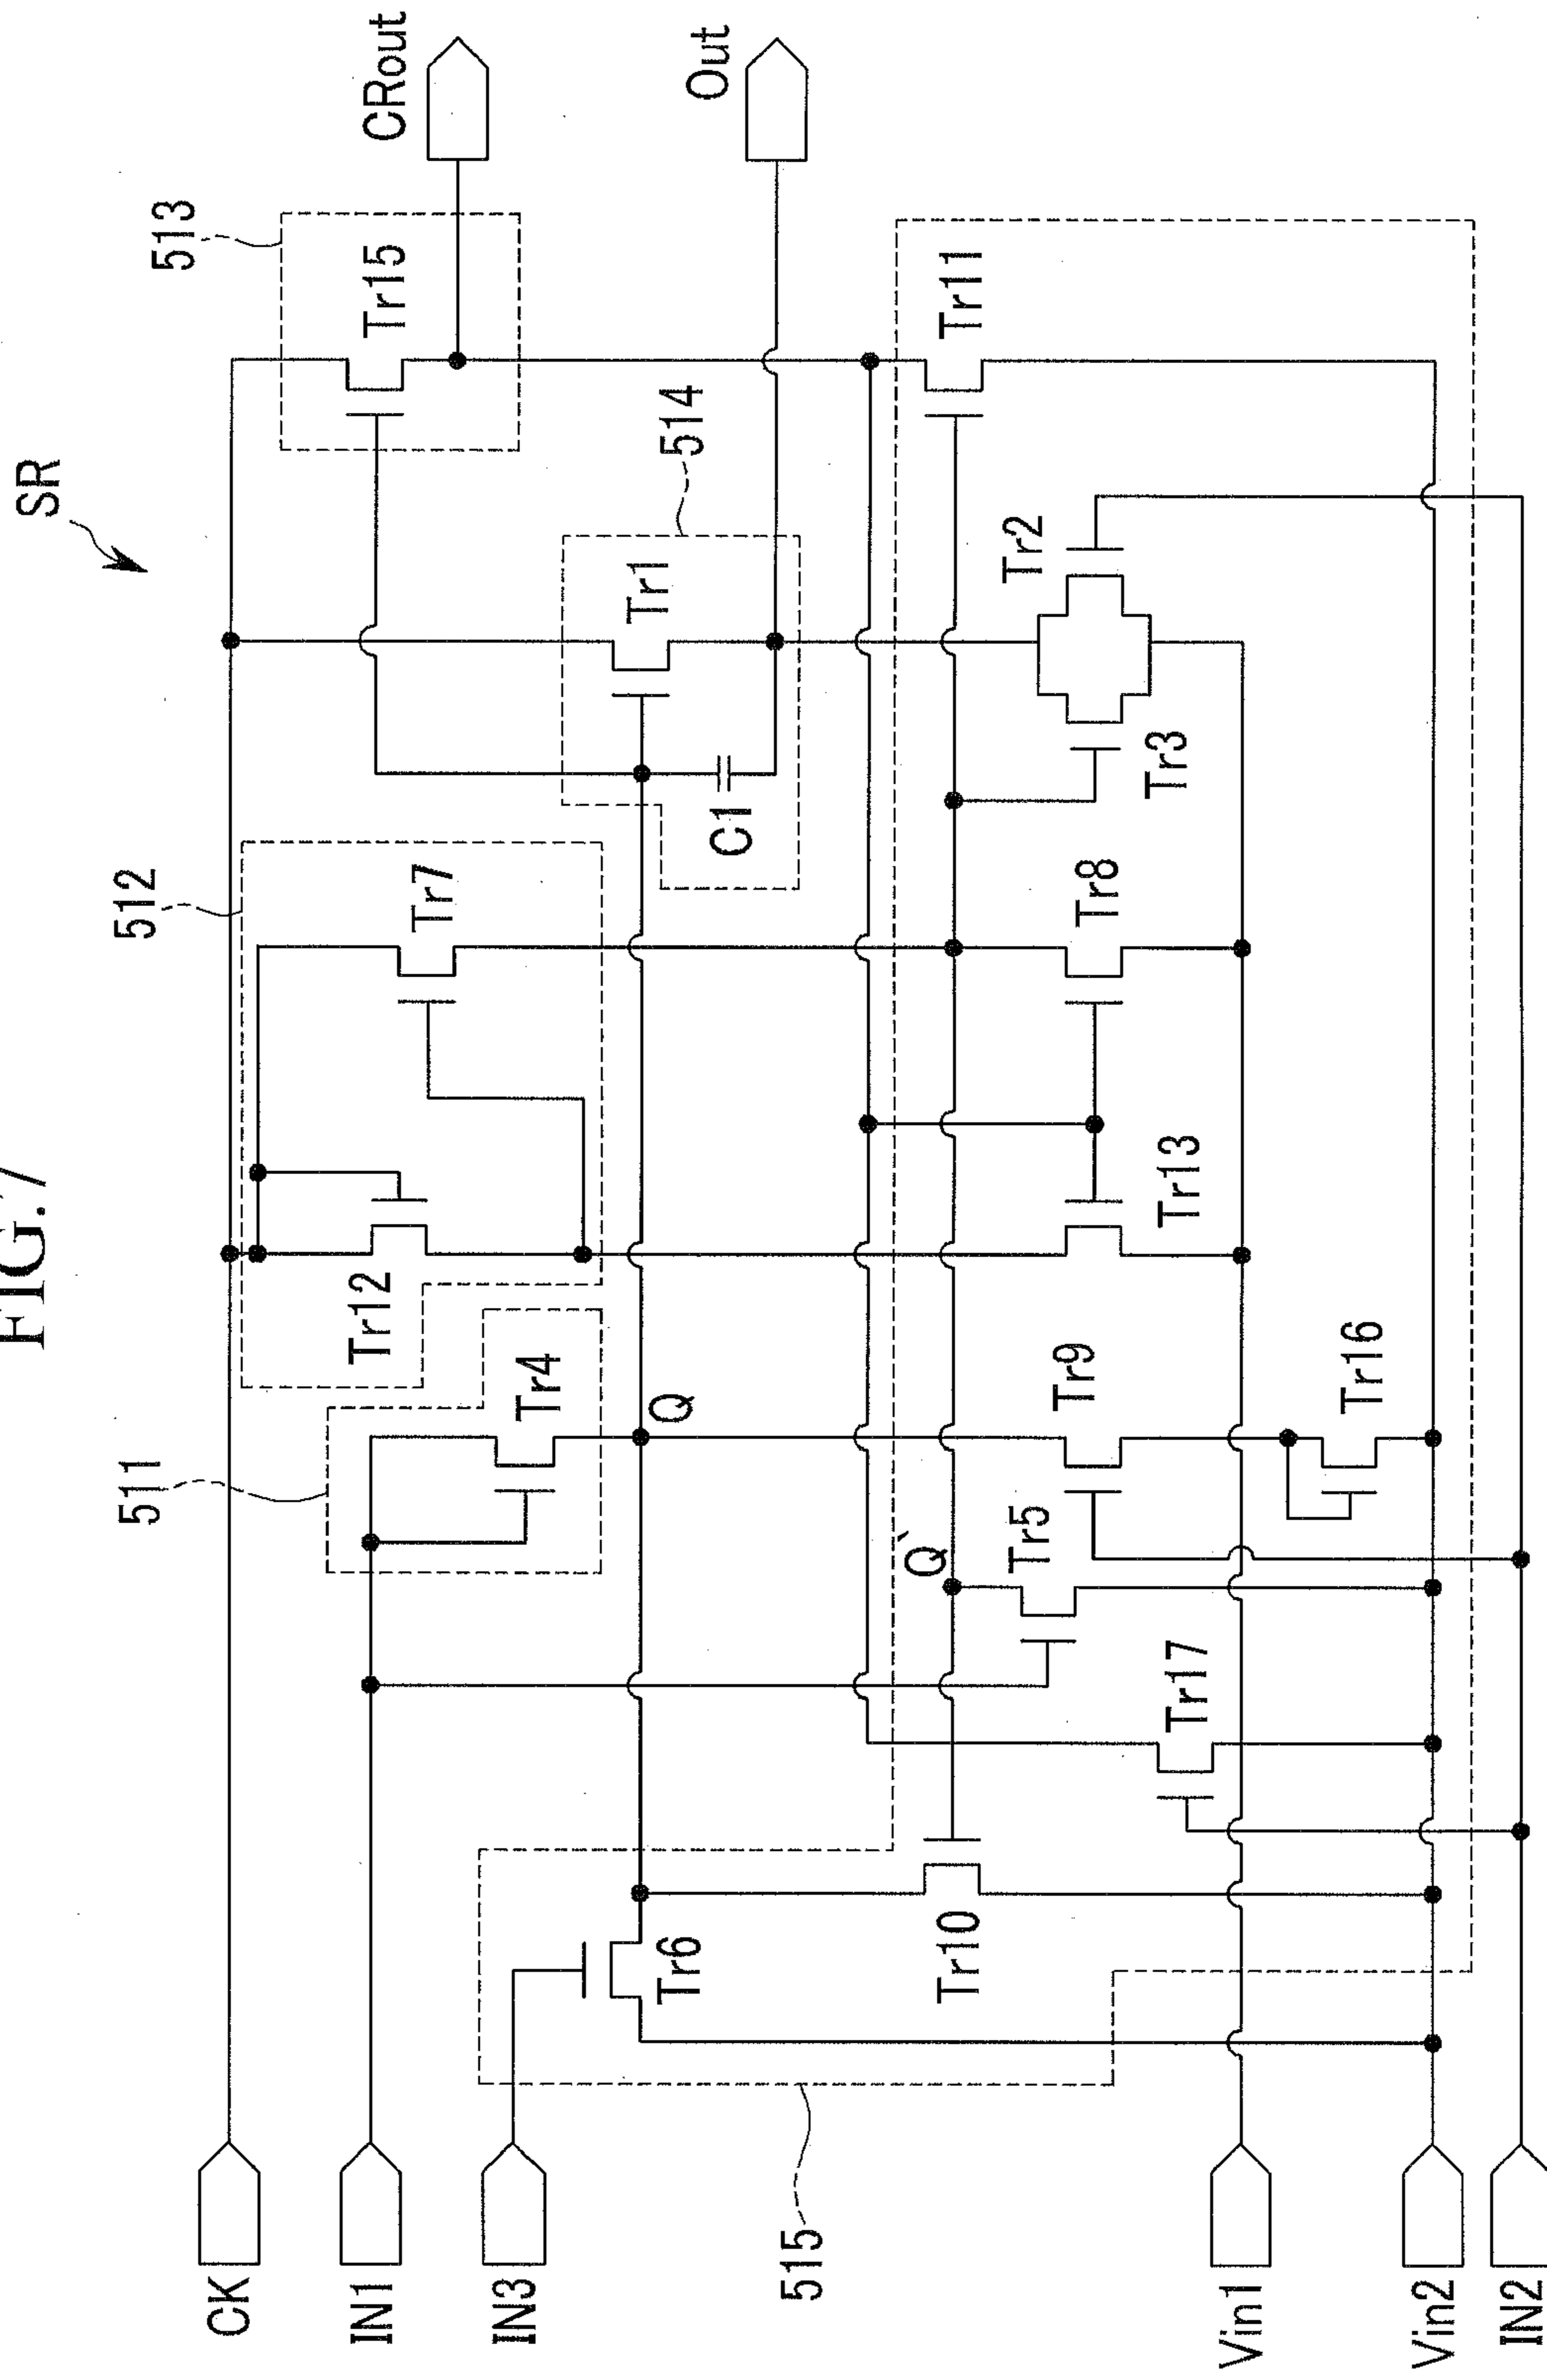 FIG.7
SR
CK
IN1
IN3
Vin1
Vin2
IN2
CRout
Out
511
512
513
514
515
Tr4
Tr12
Tr7
Tr15
Tr1
C1
Q
Q`
Tr6
Tr10
Tr17
Tr5
Tr9
Tr16
Tr13
Tr8
Tr3
Tr2
Tr11